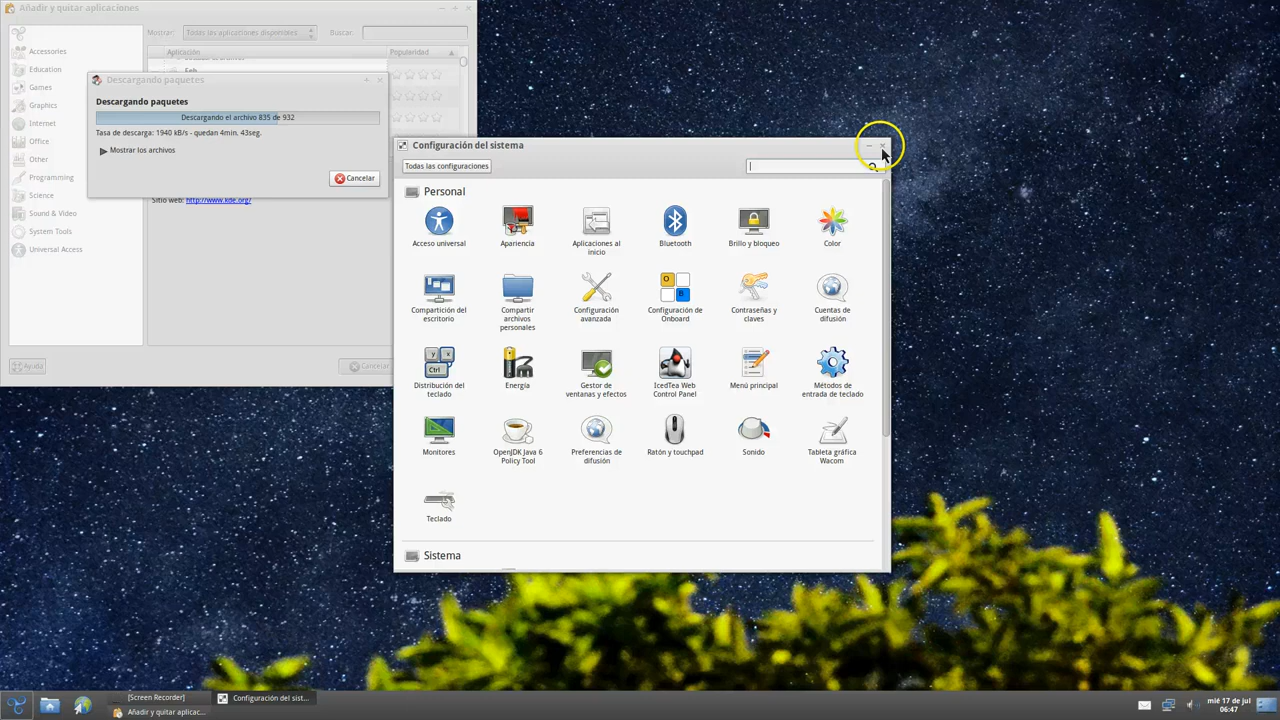 Añadir y quitar aplicaciones
Mostrar: Todas las aplicaciones disponibles Buscar:
Aplicación Popularidad
Accessories
Education
Games
Graphics
Internet
Office
Other
Programming
Science
Sound & Video
System Tools
Universal Access
Sitio web: http://www.kde.org/
Ayuda
Cancelar
Descargando paquetes
Descargando paquetes
Descargando el archivo 835 de 932
Tasa de descarga: 1940 kB/s - quedan 4min. 43seg.
Mostrar los archivos
Cancelar
Configuración del sistema
Todas las configuraciones
Personal
Acceso universal
Apariencia
Aplicaciones al
inicio
Bluetooth
Brillo y bloqueo
Color
Compartición del
escritorio
Compartir
archivos
personales
Configuración
avanzada
Configuración de
Onboard
Contraseñas y
claves
Cuentas de
difusión
Distribución del
teclado
Energía
Gestor de
ventanas y efectos
IcedTea Web
Control Panel
Menú principal
Métodos de
entrada de teclado
Monitores
OpenJDK Java 6
Policy Tool
Preferencias de
difusión
Ratón y touchpad
Sonido
Tableta gráfica
Wacom
Teclado
Sistema
[Screen Recorder]
Añadir y quitar aplicac...
Configuración del sist...
mié 17 de jul
06:47